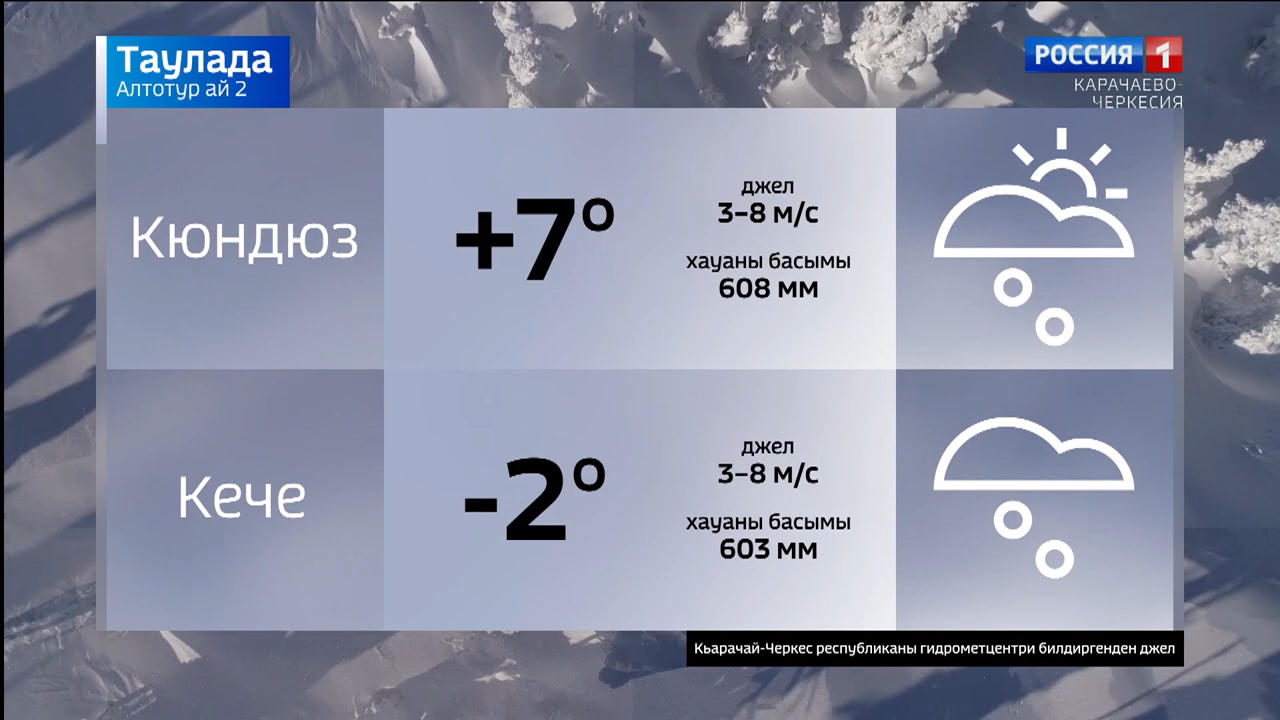 Таулада
Алтотур ай 2
РОССИЯ 1
КАРАЧАЕВО-
ЧЕРКЕСИЯ
Кюндюз
+7°
джел
3-8 м/с
хауаны басымы
608 мм
Кече
-2°
джел
3-8 м/с
хауаны басымы
603 мм
Кьарачай-Черкес республиканы гидрометцентри билдиргенден джел